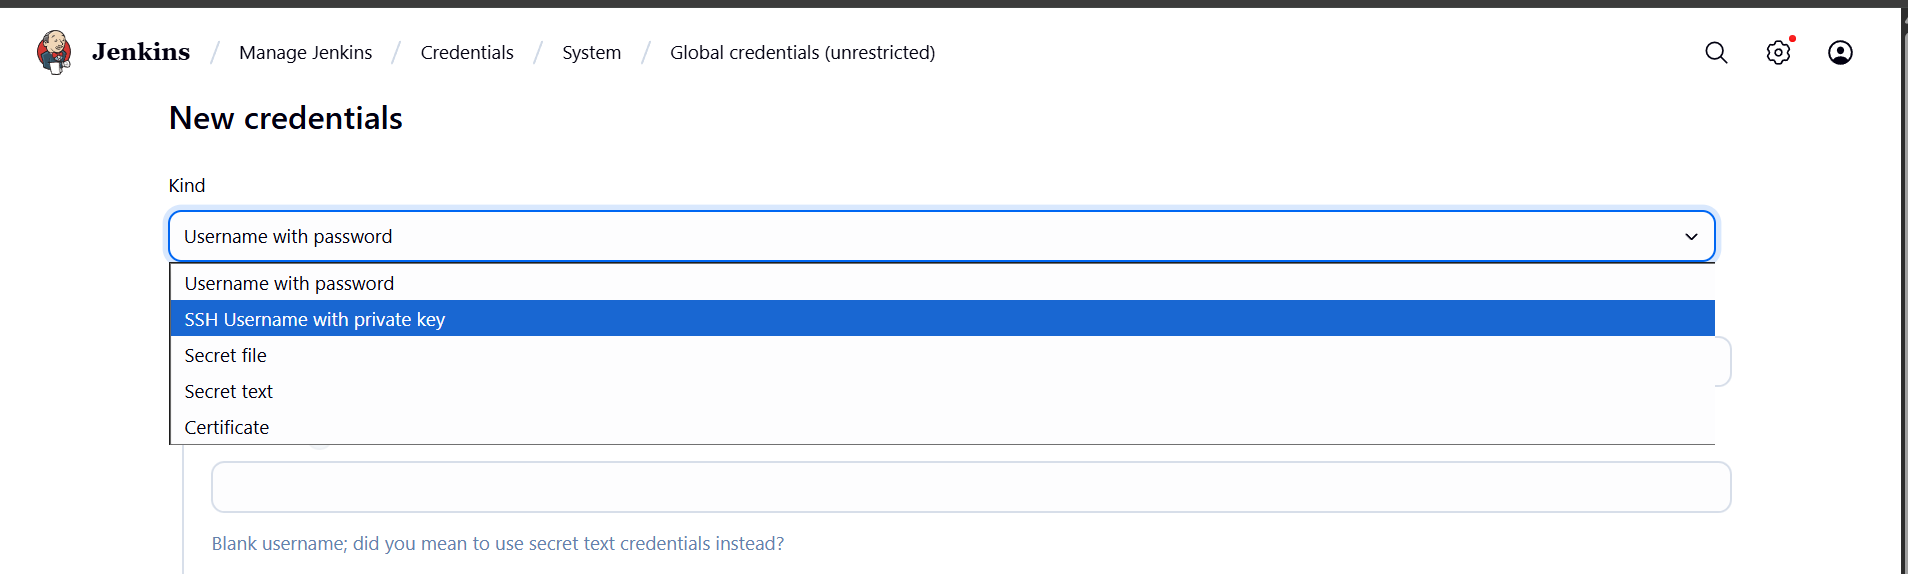 Jenkins / Manage Jenkins / Credentials / System / Global credentials (unrestricted)
New credentials
Kind
Username with password
Username with password
SSH Username with private key
Secret file
Secret text
Certificate
Blank username; did you mean to use secret text credentials instead?